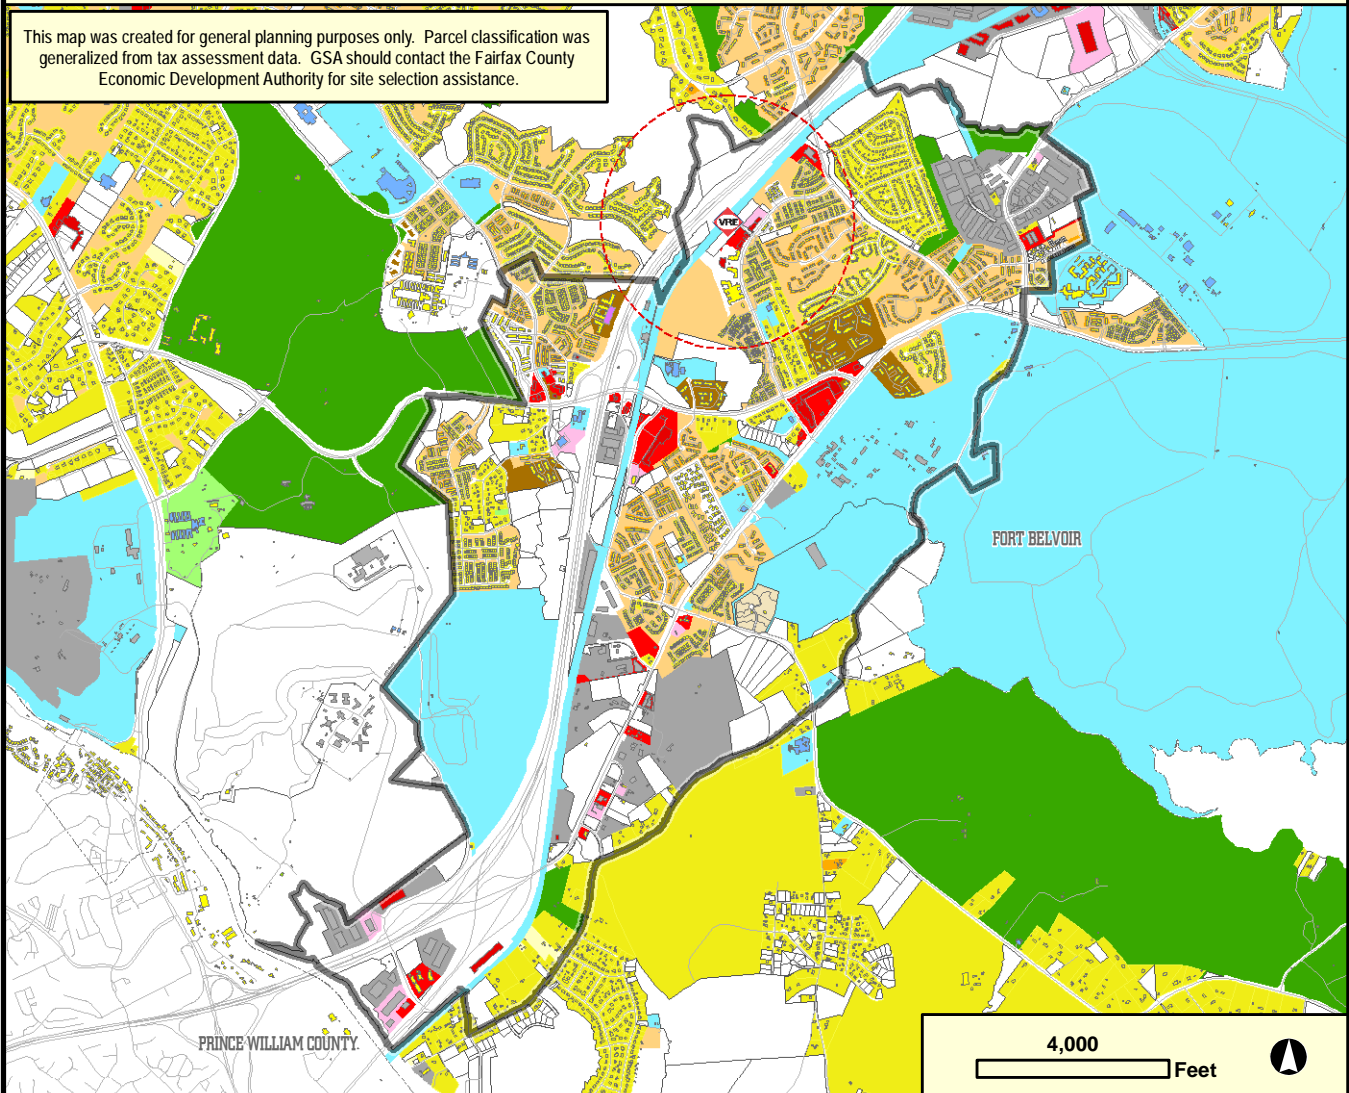 This map was created for general planning purposes only. Parcel classification was
generalized from tax assessment data. GSA should contact the Fairfax County
Economic Development Authority for site selection assistance.
VRE
FORT BELVOIR
PRINCE WILLIAM COUNTY
4,000
Feet